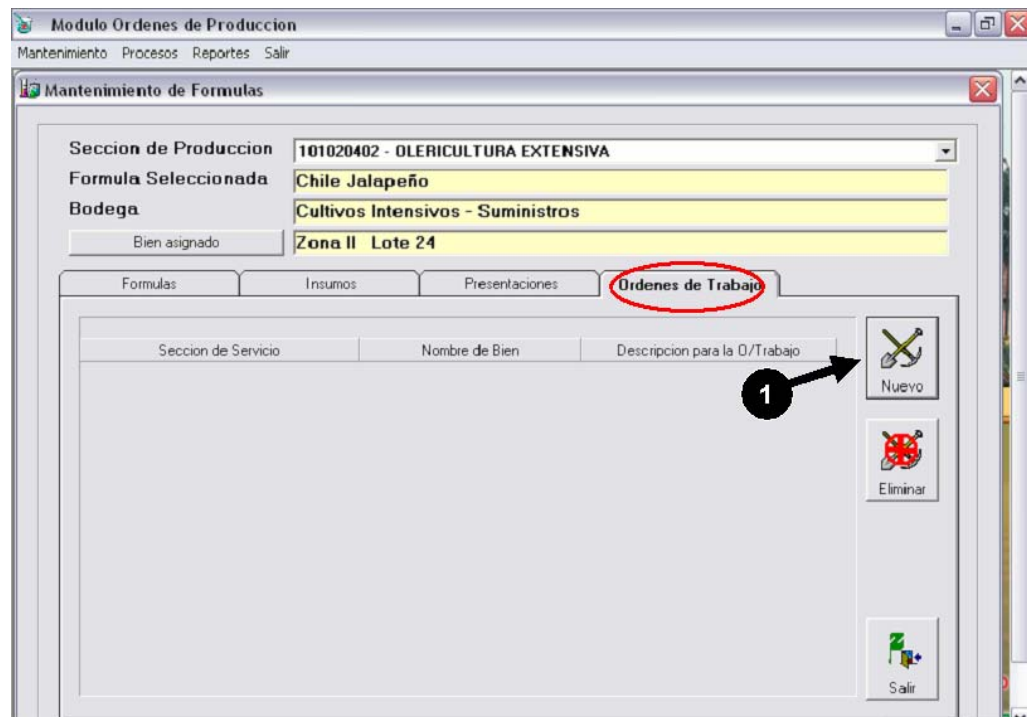 Modulo Ordenes de Produccion
Mantenimiento Procesos Reportes Salir
Mantenimiento de Formulas
Seccion de Produccion 101020402 - OLERICULTURA EXTENSIVA
Formula Seleccionada Chile Jalapeño
Bodega Cultivos Intensivos - Suministros
Bien asignado Zona II Lote 24
Formulas Insumos Presentaciones Ordenes de Trabajo
Seccion de Servicio Nombre de Bien Descripcion para la O/Trabajo
Nuevo
1
Eliminar
Salir